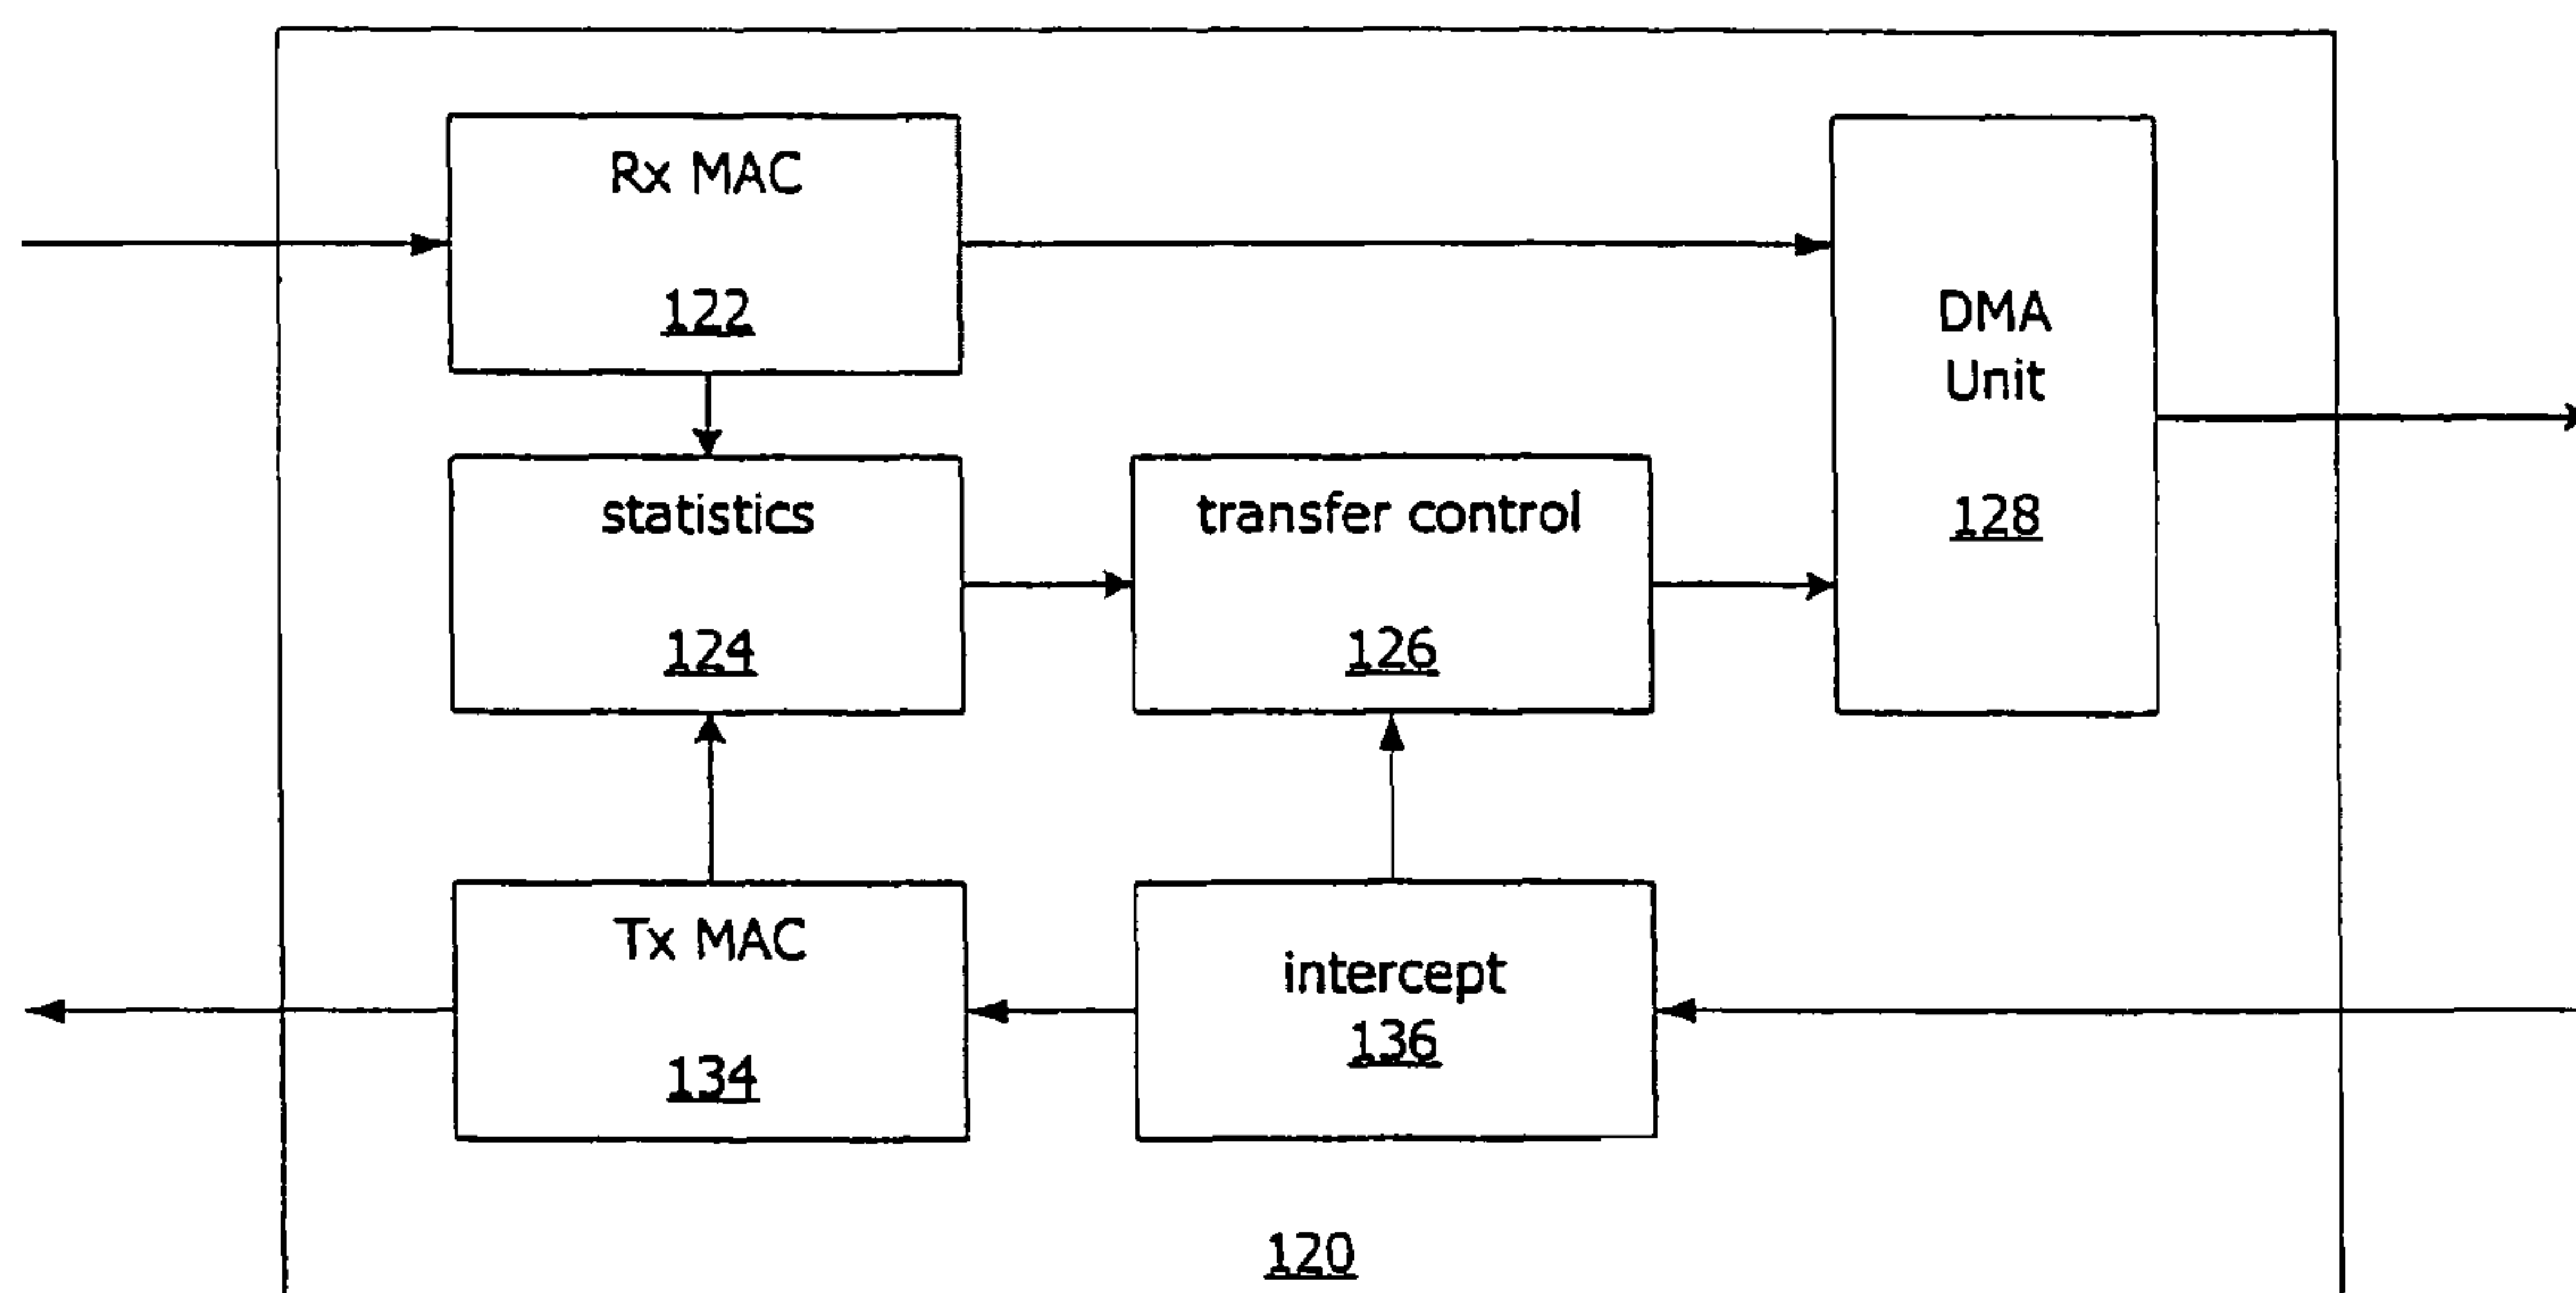 Rx MAC
122
DMA
Unit
128
statistics
124
transfer control
126
Tx MAC
134
intercept
136
120